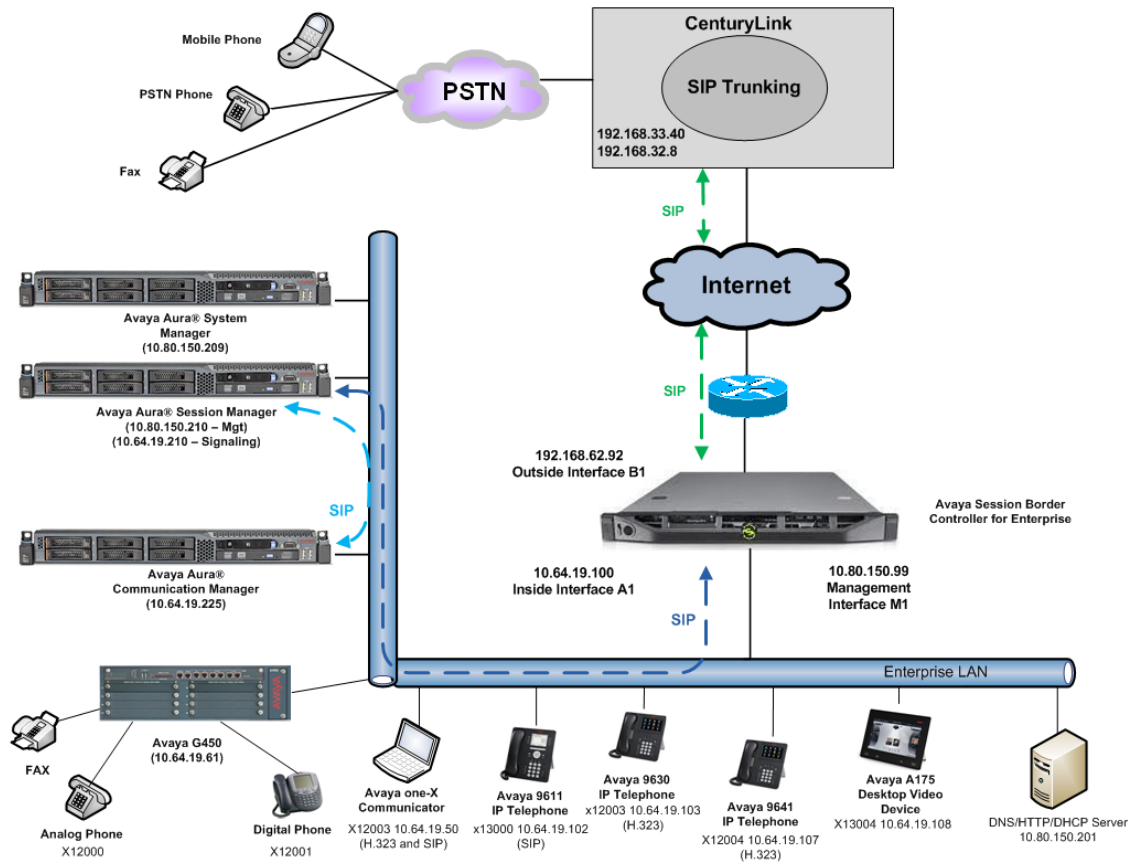 CenturyLink
SIP Trunking
192.168.33.40
192.168.32.8
Mobile Phone
PSTN Phone
Fax
PSTN
SIP
Internet
SIP
Avaya Aura® System
Manager
(10.80.150.209)
Avaya Aura® Session Manager
(10.80.150.210 – Mgt)
(10.64.19.210 – Signaling)
SIP
Avaya Aura®
Communication Manager
(10.64.19.225)
192.168.62.92
Outside Interface B1
Avaya Session Border
Controller for Enterprise
10.64.19.100
Inside Interface A1
10.80.150.99
Management
Interface M1
SIP
Enterprise LAN
AVAYA
Avaya G450
(10.64.19.61)
FAX
Analog Phone
X12000
Digital Phone
X12001
Avaya one-X
Communicator
X12003 10.64.19.50
(H.323 and SIP)
Avaya 9611
IP Telephone
x13000 10.64.19.102
(SIP)
Avaya 9630
IP Telephone
x12003 10.64.19.103
(H.323)
Avaya 9641
IP Telephone
X12004 10.64.19.107
(H.323)
Avaya A175
Desktop Video
Device
X13004 10.64.19.108
DNS/HTTP/DHCP Server
10.80.150.201